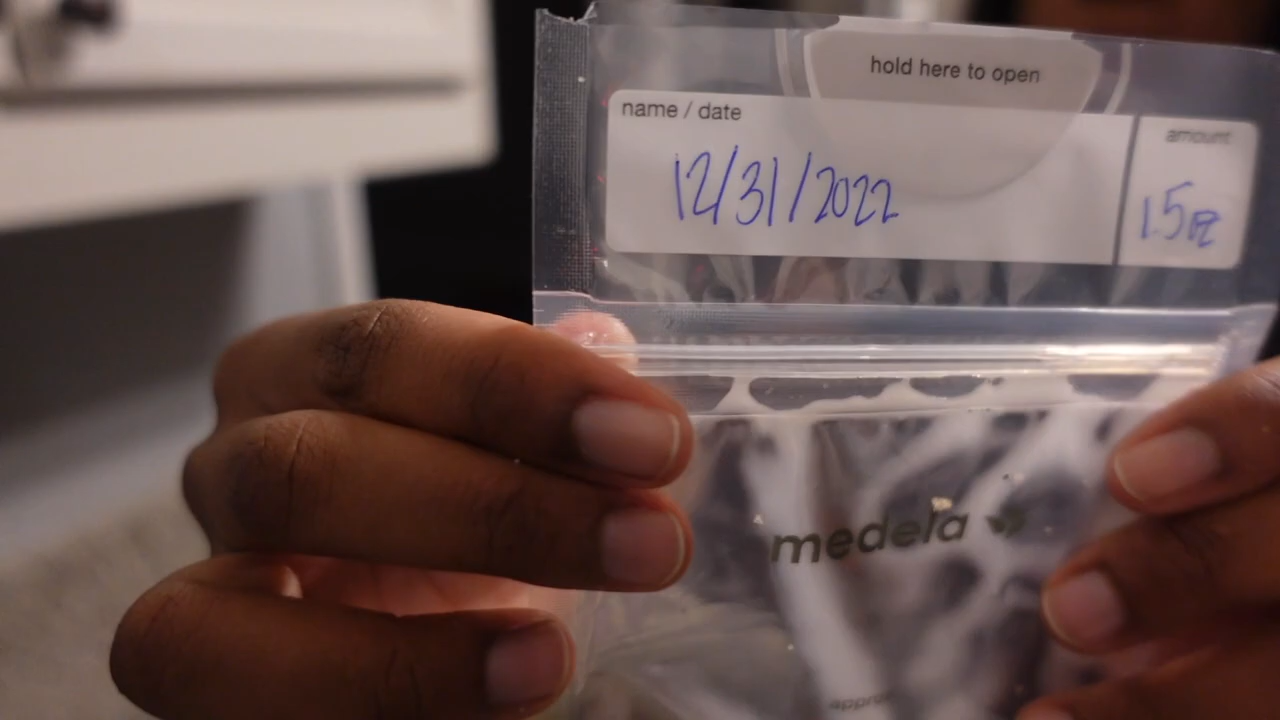 hold here to open
name / date
amount
12/31/2022
1.5oz
medela